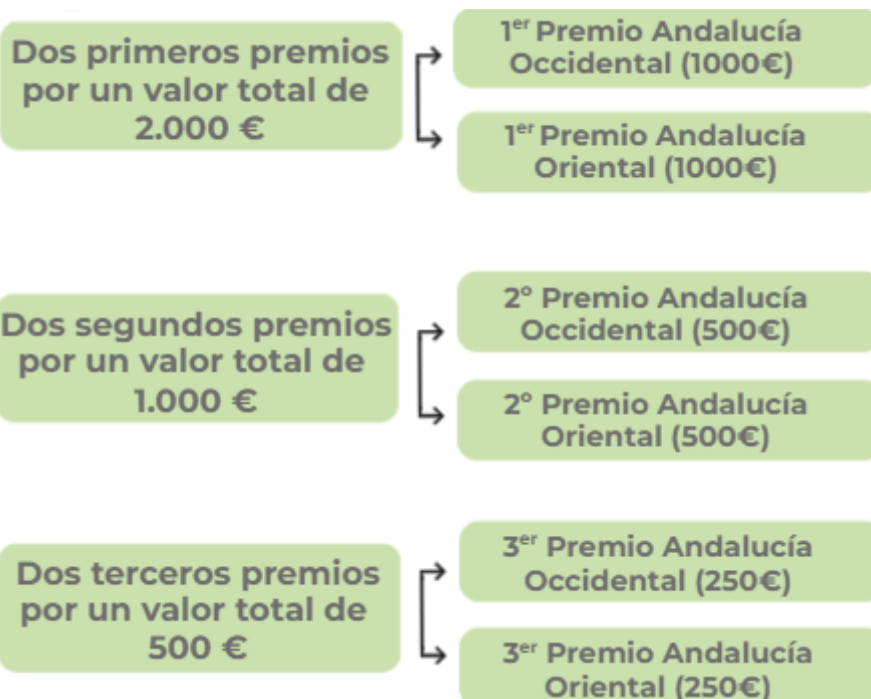 Dos primeros premios
por un valor total de
2.000 €
1er Premio Andalucía
Occidental (1000€)
1er Premio Andalucía
Oriental (1000€)
Dos segundos premios
por un valor total de
1.000 €
2º Premio Andalucía
Occidental (500€)
2º Premio Andalucía
Oriental (500€)
Dos terceros premios
por un valor total de
500 €
3er Premio Andalucía
Occidental (250€)
3er Premio Andalucía
Oriental (250€)